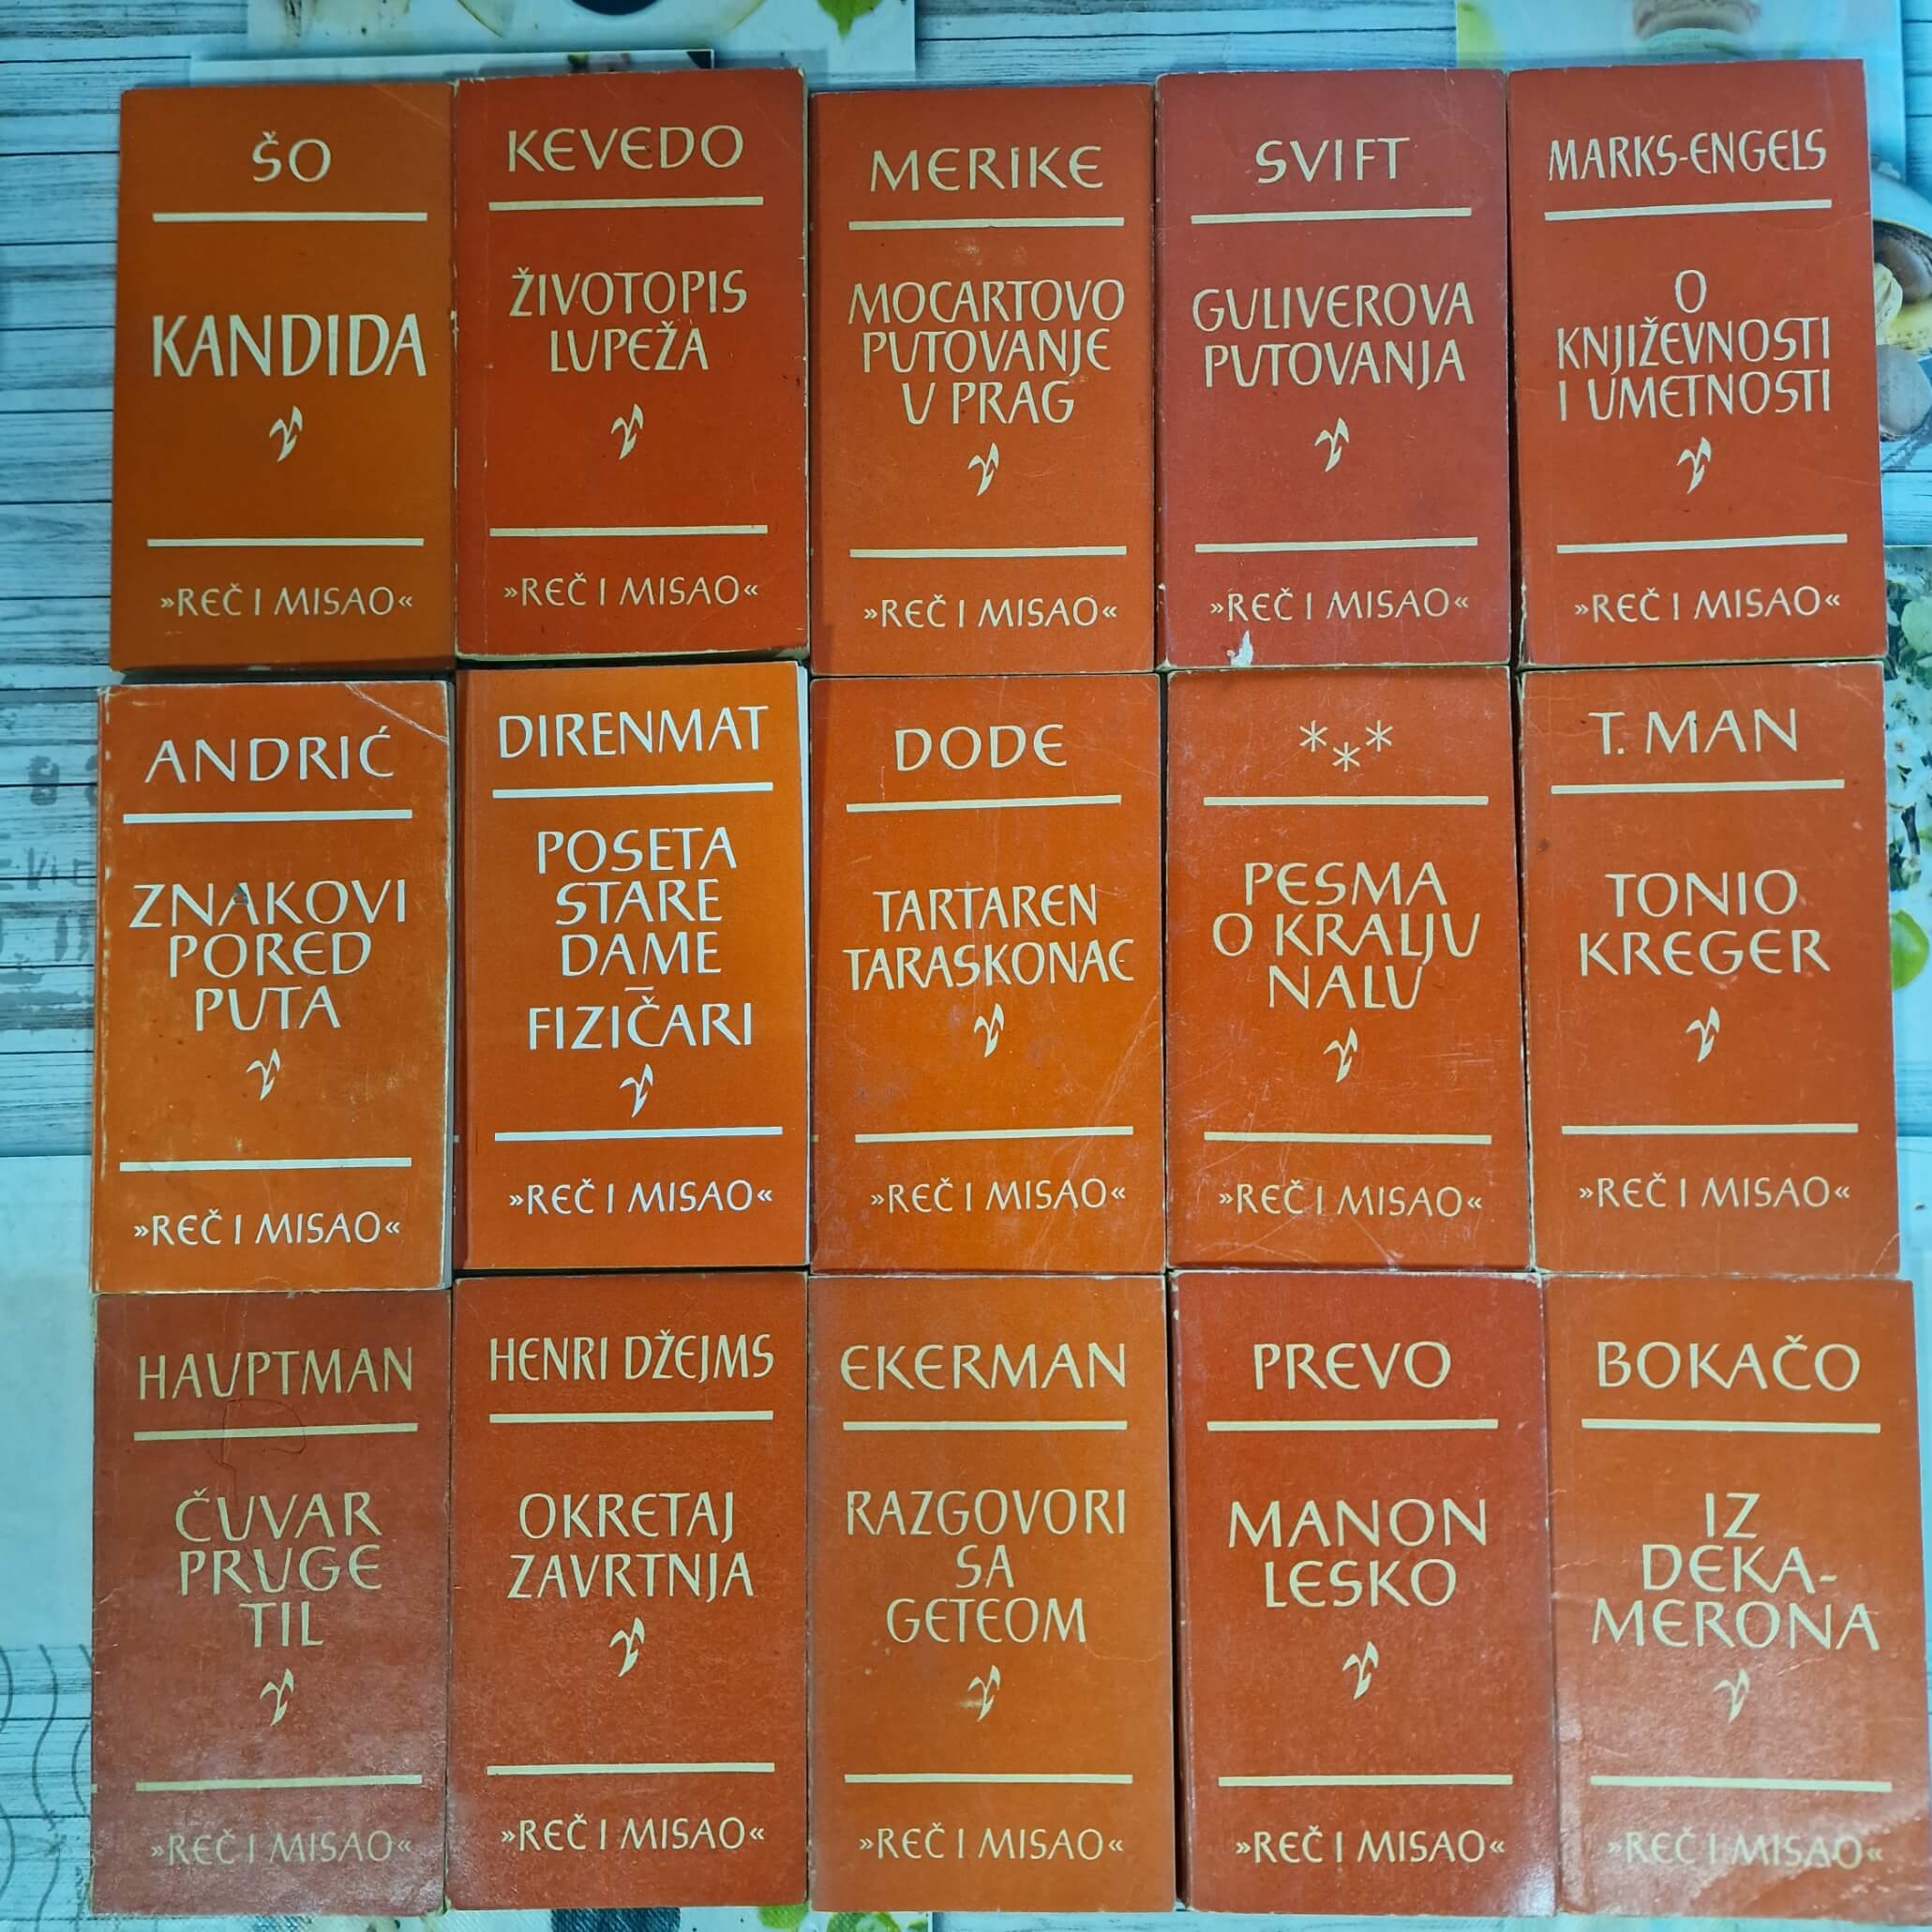 ŠO
KANDIDA
»REČ I MISAO«
KEVEDO
ŽIVOTOPIS
LUPEŽA
»REČ I MISAO«
MERIKE
MOCARTOVO
PUTOVANJE
U PRAG
»REČ I MISAO«
SVIFT
GULIVEROVA
PUTOVANJA
»REČ I MISAO«
MARKS-ENGELS
O
KNJIŽEVNOSTI
I UMETNOSTI
»REČ I MISAO«
ANDRIĆ
ZNAKOVI
PORED
PUTA
»REČ I MISAO«
DIRENMAT
POSETA
STARE
DAME
–
FIZIČARI
»REČ I MISAO«
DODE
TARTAREN
TARASKONAC
»REČ I MISAO«
***
PESMA
O KRALJU
NALU
»REČ I MISAO«
T. MAN
TONIO
KREGER
»REČ I MISAO«
HAUPTMAN
ČUVAR
PRUGE
TIL
»REČ I MISAO«
HENRI DŽEJMS
OKRETAJ
ZAVRTNJA
»REČ I MISAO«
EKERMAN
RAZGOVORI
SA
GETEOM
»REČ I MISAO«
PREVO
MANON
LESKO
»REČ I MISAO«
BOKAČO
IZ
DEKA-
MERONA
»REČ I MISAO«